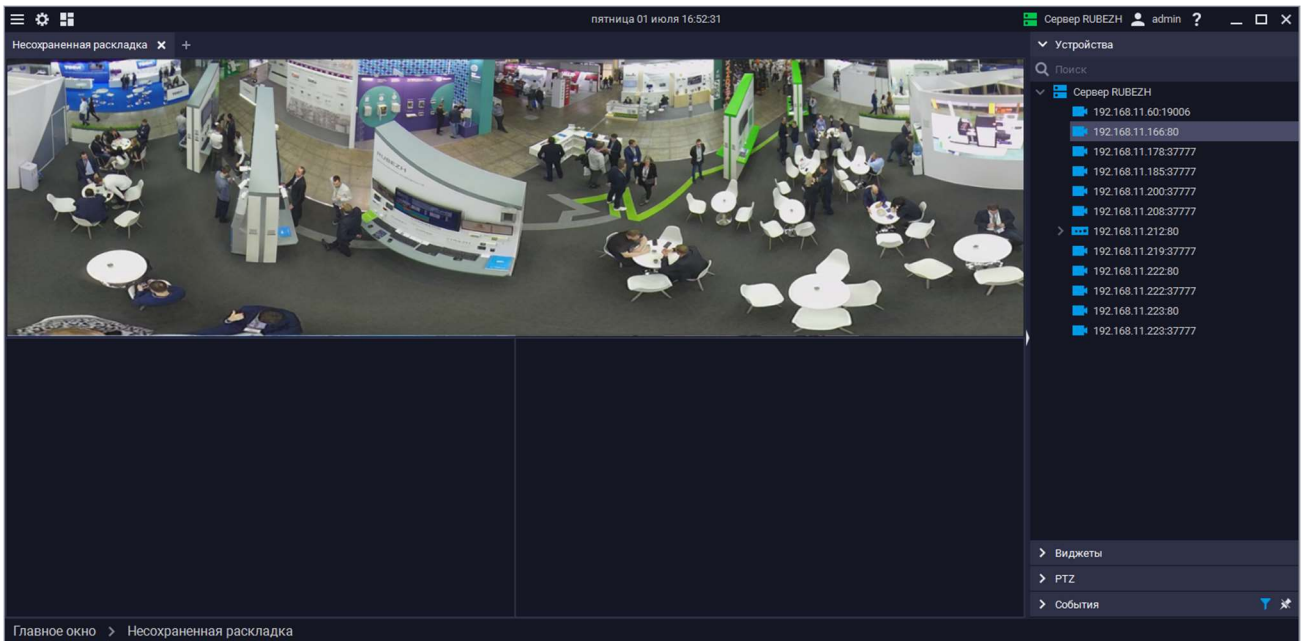 пятница 01 июля 16:52:31
Сервер RUBEZH admin ?
Несохраненная раскладка
Устройства
Поиск
Сервер RUBEZH
192.168.11.60:19006
192.168.11.166:80
192.168.11.178:37777
192.168.11.185:37777
192.168.11.200:37777
192.168.11.208:37777
192.168.11.212:80
192.168.11.219:37777
192.168.11.222:80
192.168.11.222:37777
192.168.11.223:80
192.168.11.223:37777
RUBEZH
Виджеты
PTZ
События
Главное окно > Несохраненная раскладка